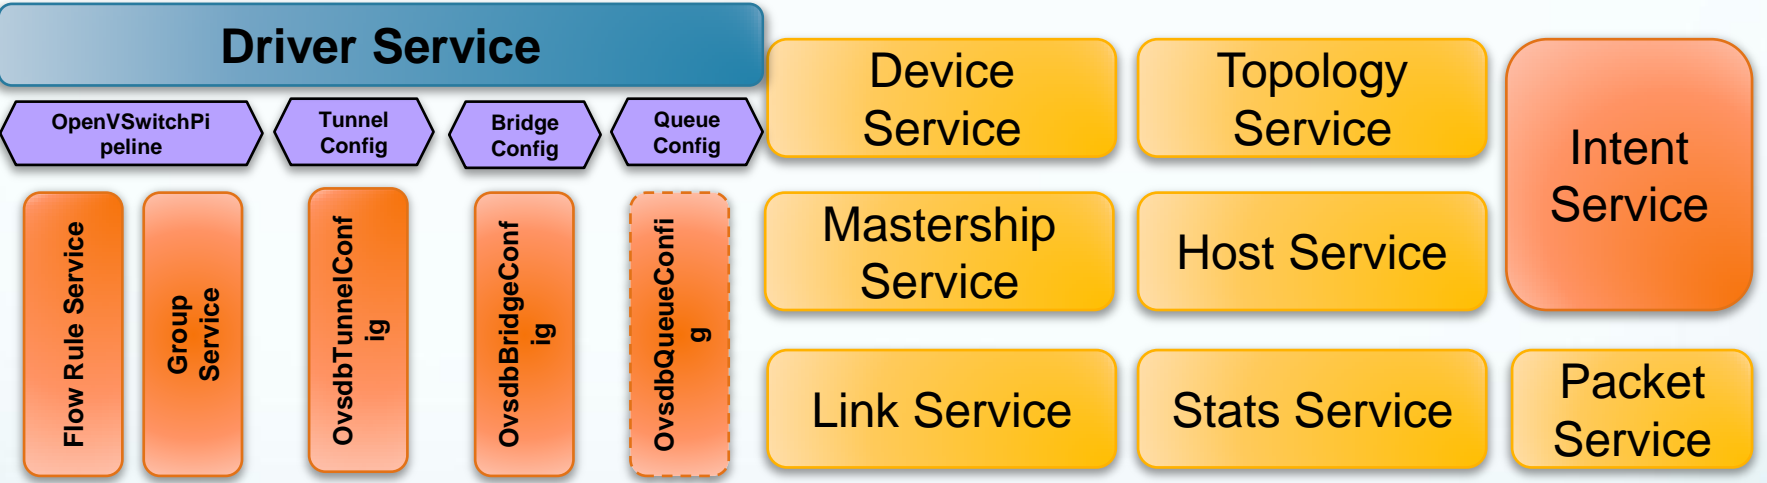 Driver Service
OpenVSwitchPi
peline
Tunnel
Config
Bridge
Config
Queue
Config
Flow Rule Service
Group
Service
OvsdbTunnelConf
ig
OvsdbBridgeConf
ig
OvsdbQueueConfi
g
Device
Service
Topology
Service
Intent
Service
Mastership
Service
Host Service
Link Service
Stats Service
Packet
Service